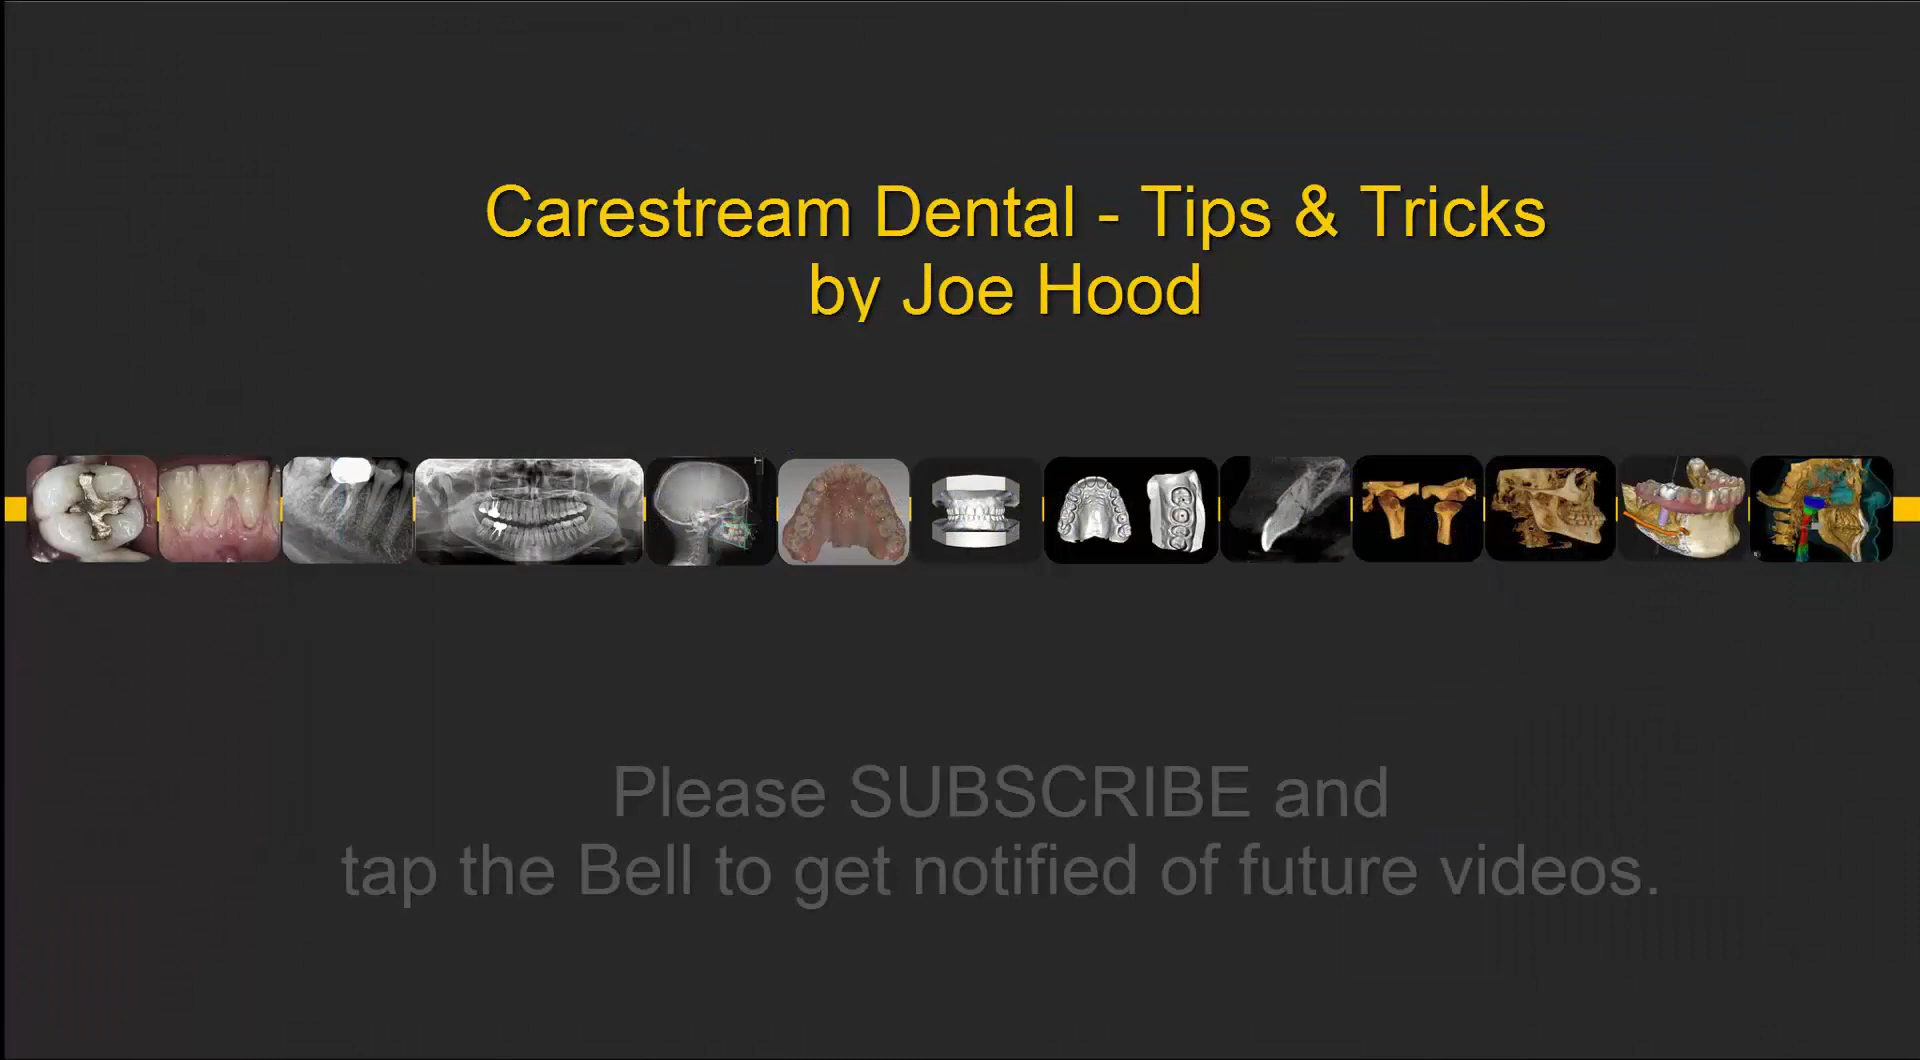 Carestream Dental - Tips & Tricks
by Joe Hood
Please SUBSCRIBE and
tap the Bell to get notified of future videos.